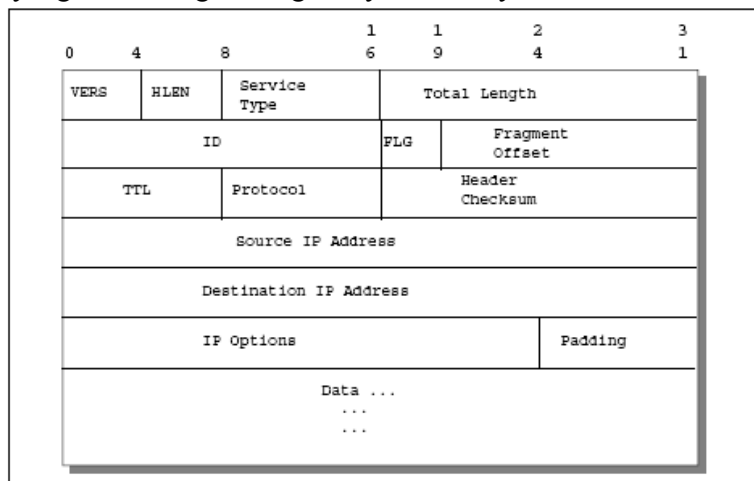 1 1 2 3
0 4 8 6 9 4 1
VERS HLEN Service Type Total Length
ID FLG Fragment Offset
TTL Protocol Header Checksum
Source IP Address
Destination IP Address
IP Options Padding
Data ...
...
...